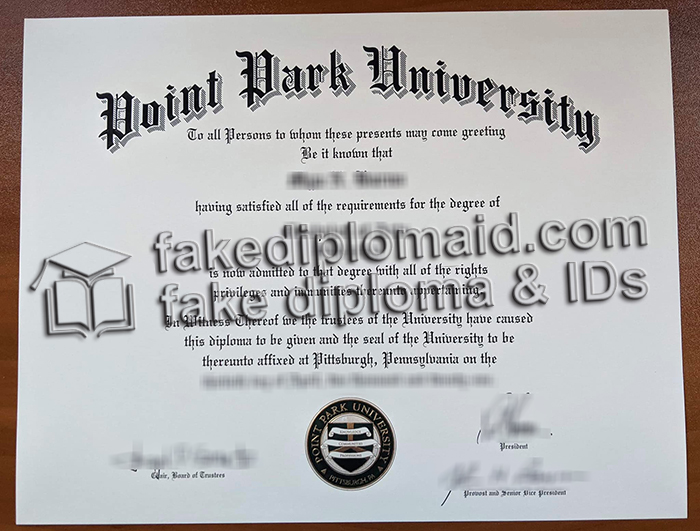 Point Park University
To all Persons to whom these presents may come greeting
Be it known that
having satisfied all of the requirements for the degree of
fakediplomaid.com
is now admitted to that degree with all of the rights
fake diploma & IDs
privileges and immunities thereunto appertaining
In Witness Thereof we the trustees of the University have caused
this diploma to be given and the seal of the University to be
thereunto affixed at Pittsburgh, Pennsylvania on the
POINT PARK UNIVERSITY
PITTSBURGH PA
President
Chair, Board of Trustees
Provost and Senior Vice President